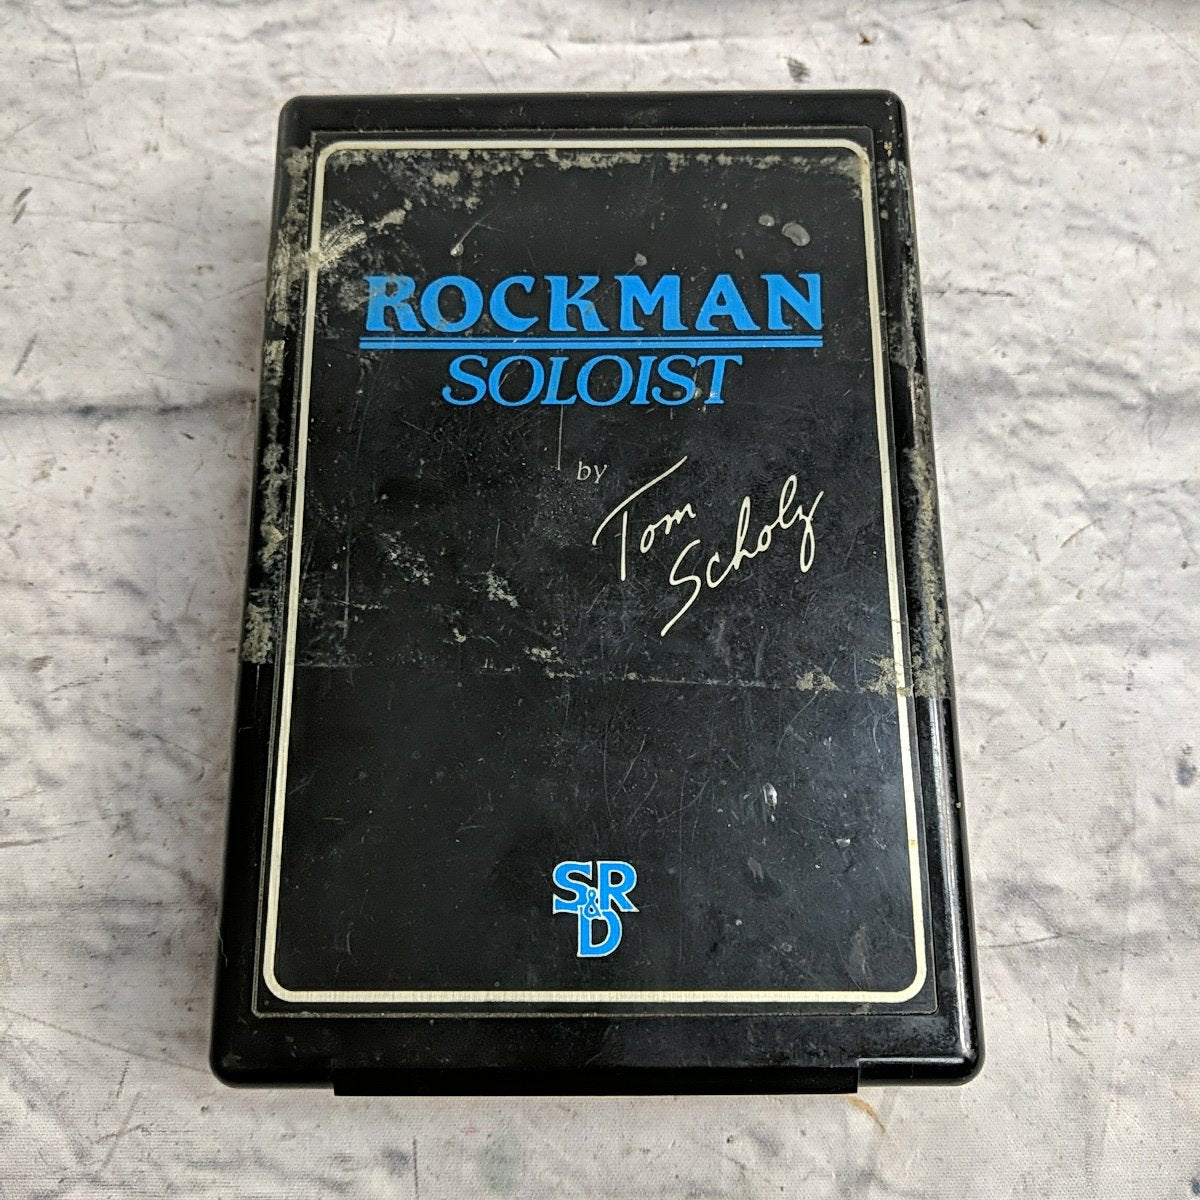 ROCKMAN
SOLOIST
by Tom
Scholz
S&R
D